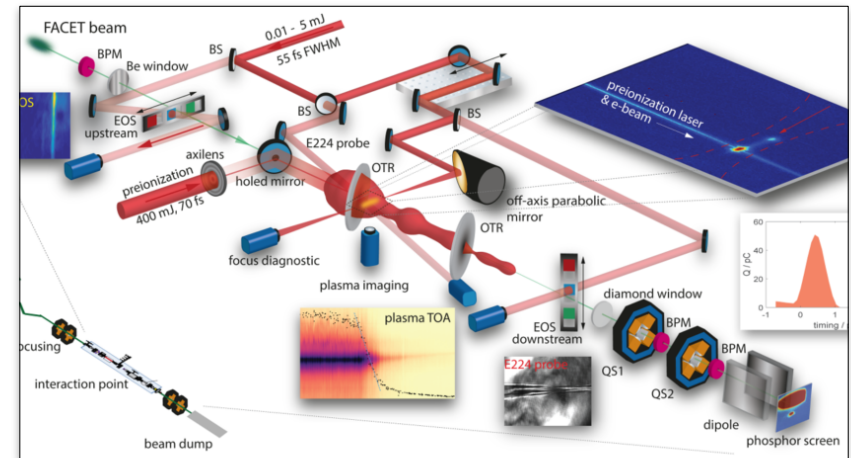 FACET beam
BPM
Be window
BS
0.01 - 5 mJ
55 fs FWHM
OS
EOS
upstream
BS
E224 probe
preionization laser
& e-beam
axilens
preionization
400 mJ, 70 fs
holed mirror
OTR
off-axis parabolic
mirror
OTR
focus diagnostic
plasma imaging
plasma TOA
EOS
downstream
diamond window
BPM
QS1
BPM
QS2
E224 probe
dipole
phosphor screen
60
40
20
0
Q / pC
-1
0
1
timing /
ocusing
interaction point
beam dump